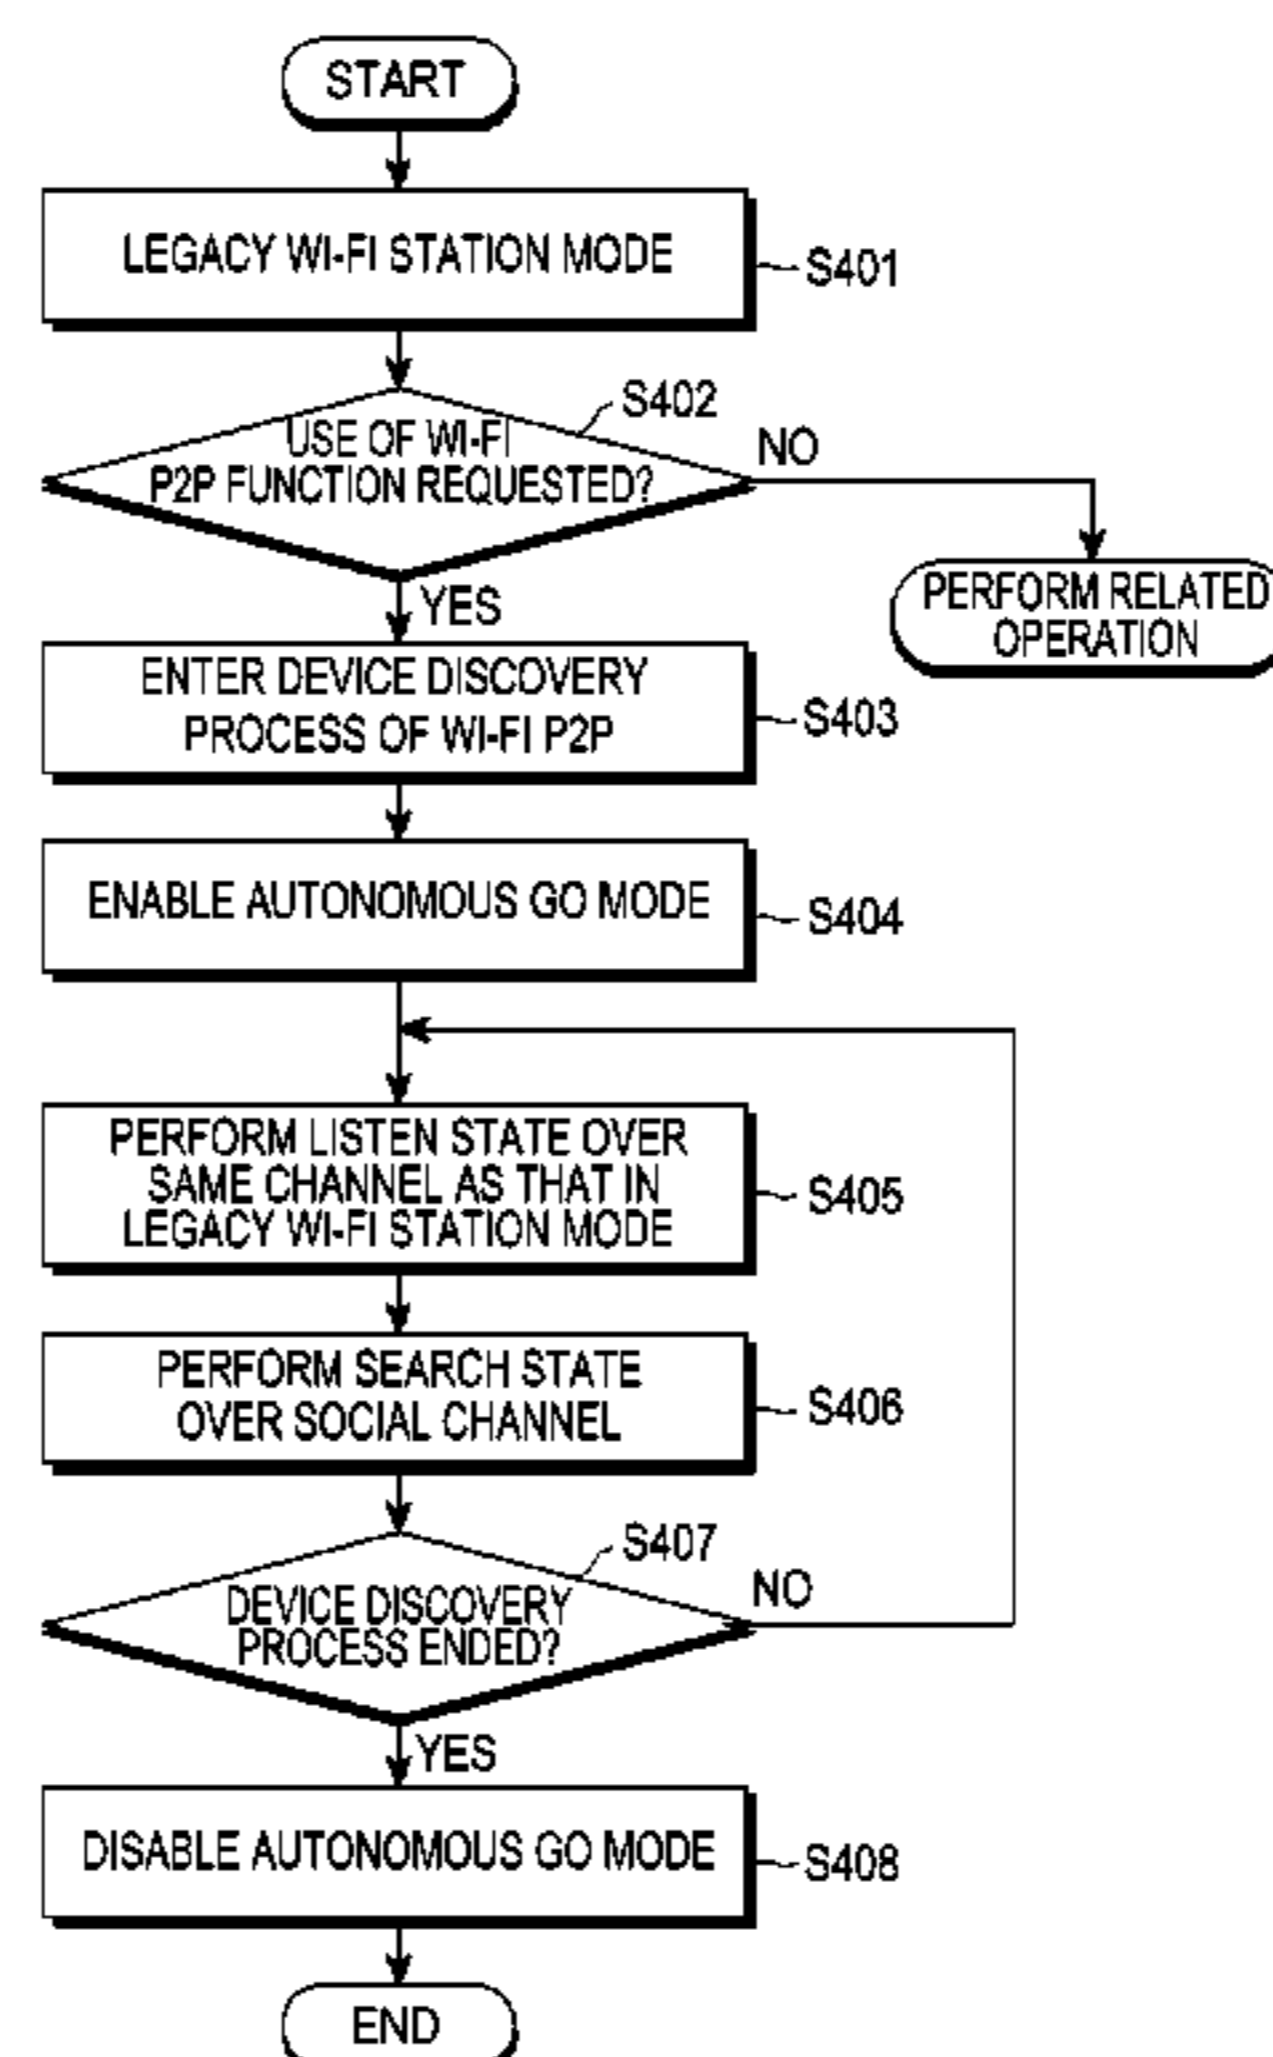 START
LEGACY WI-FI STATION MODE
S401
S402
USE OF WI-FI
P2P FUNCTION REQUESTED?
NO
YES
PERFORM RELATED
OPERATION
ENTER DEVICE DISCOVERY
PROCESS OF WI-FI P2P
S403
ENABLE AUTONOMOUS GO MODE
S404
PERFORM LISTEN STATE OVER
SAME CHANNEL AS THAT IN
LEGACY WI-FI STATION MODE
S405
PERFORM SEARCH STATE
OVER SOCIAL CHANNEL
S406
S407
DEVICE DISCOVERY
PROCESS ENDED?
NO
YES
DISABLE AUTONOMOUS GO MODE
S408
END